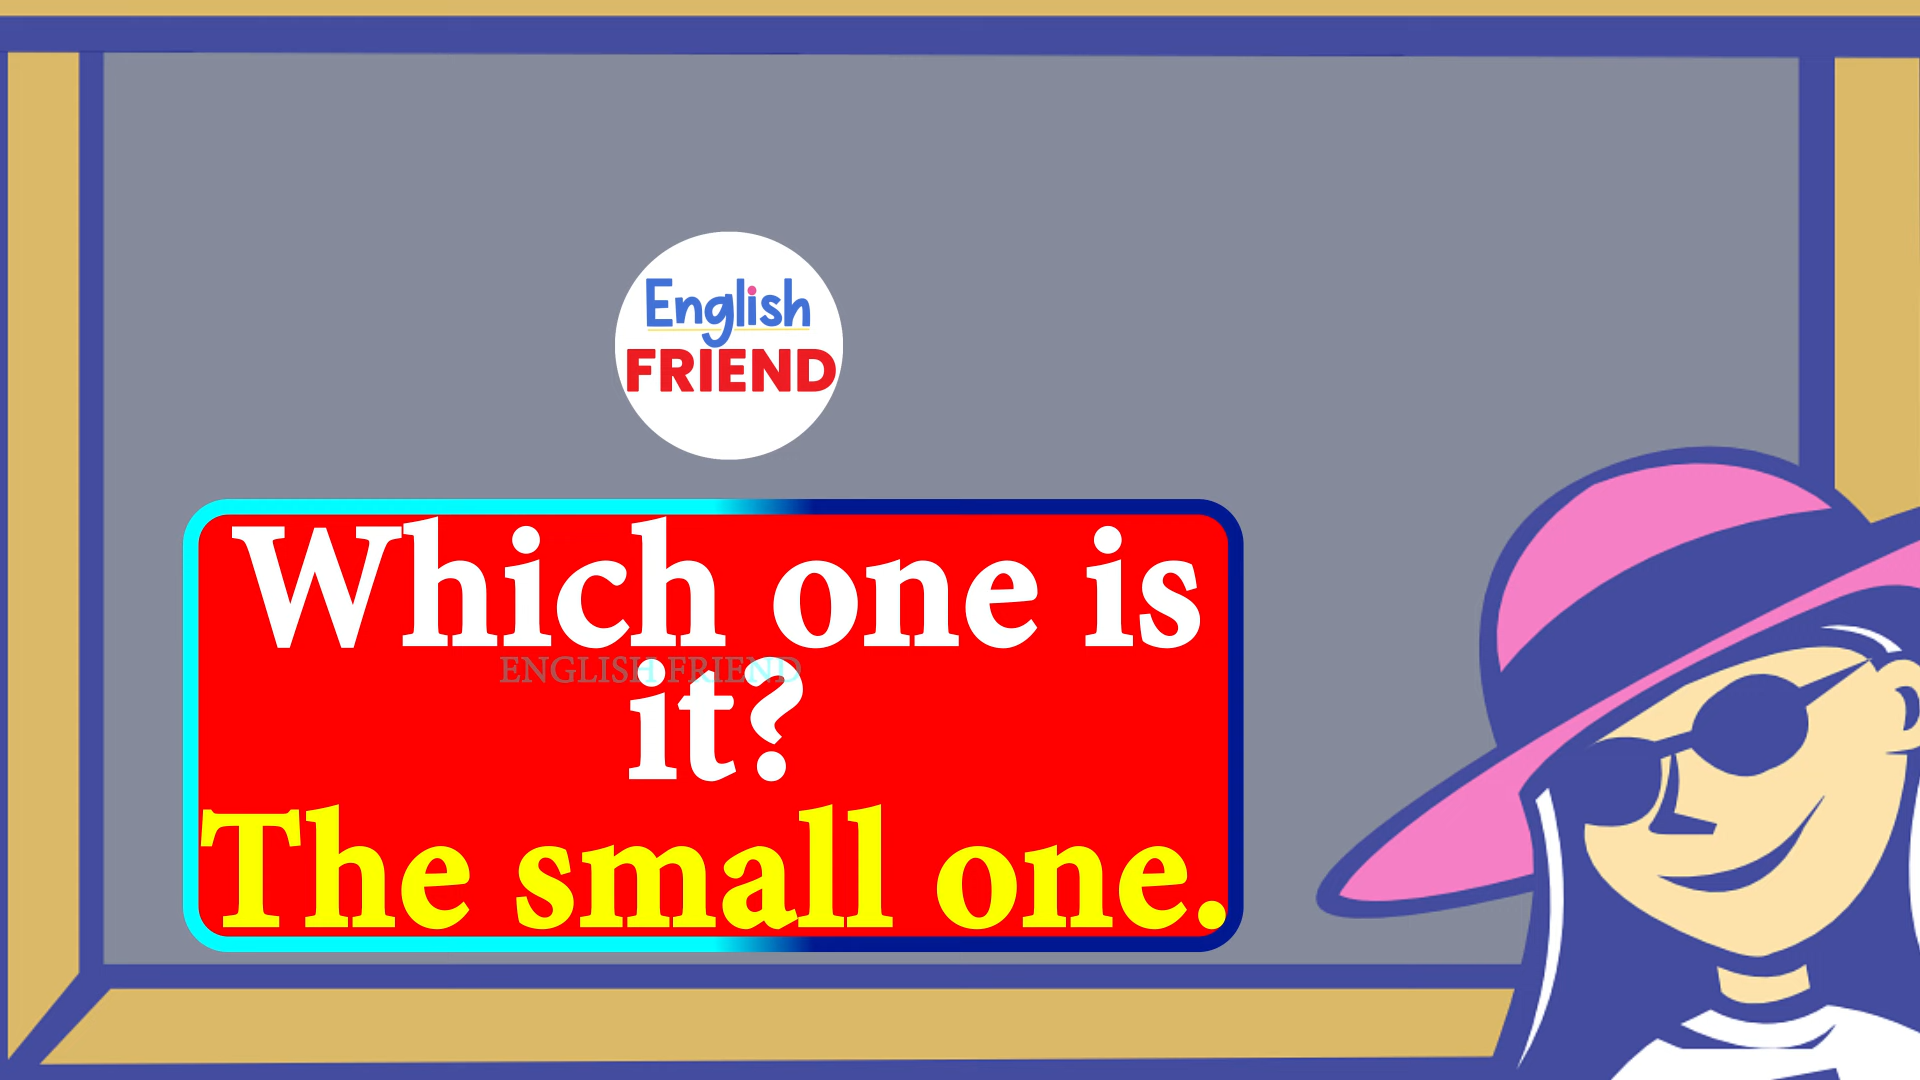 English
FRIEND
Which one is
ENGLISH FRIEND
it?
The small one.